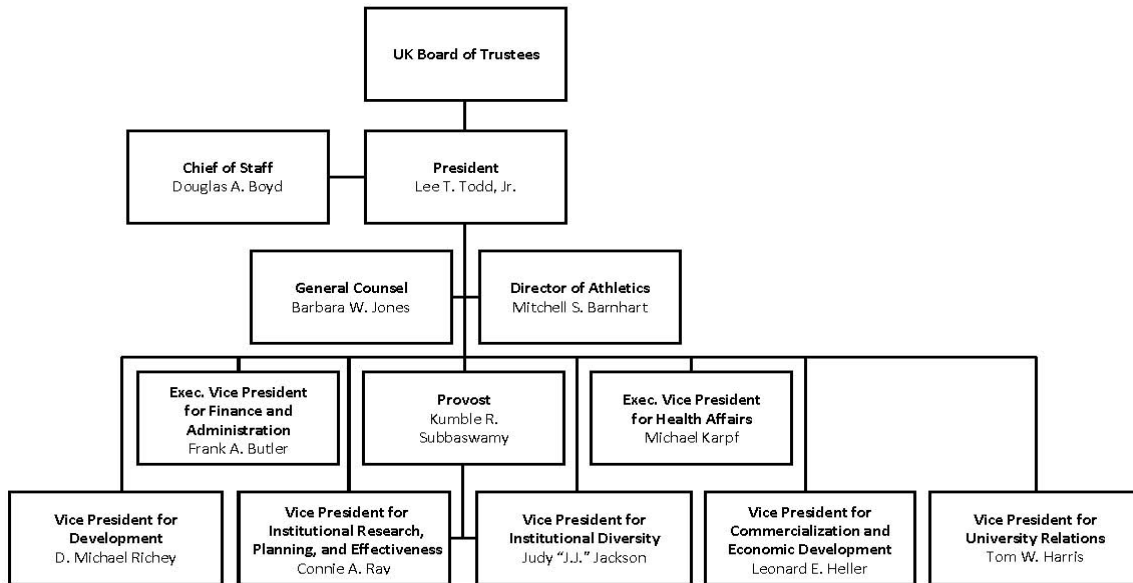 UK Board of Trustees
Chief of Staff
Douglas A. Boyd
President
Lee T. Todd, Jr.
General Counsel
Barbara W. Jones
Director of Athletics
Mitchell S. Barnhart
Exec. Vice President
for Finance and
Administration
Frank A. Butler
Provost
Kumble R.
Subbaswamy
Exec. Vice President
for Health Affairs
Michael Karpf
Vice President for
Development
D. Michael Richey
Vice President for
Institutional Research,
Planning, and Effectiveness
Connie A. Ray
Vice President for
Institutional Diversity
Judy “J.J.” Jackson
Vice President for
Commercialization and
Economic Development
Leonard E. Heller
Vice President for
University Relations
Tom W. Harris